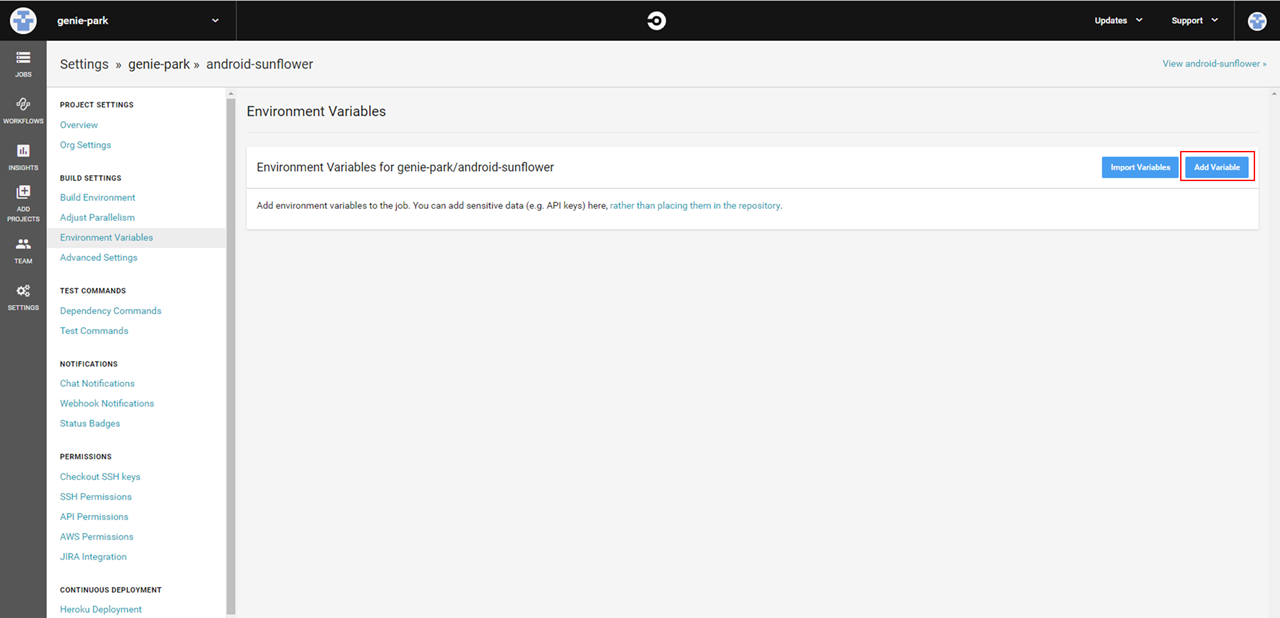 genie-park
Updates
Support
JOBS
WORKFLOWS
INSIGHTS
ADD
PROJECTS
TEAM
SETTINGS
Settings » genie-park » android-sunflower
View android-sunflower »
PROJECT SETTINGS
Overview
Org Settings
BUILD SETTINGS
Build Environment
Adjust Parallelism
Environment Variables
Advanced Settings
TEST COMMANDS
Dependency Commands
Test Commands
NOTIFICATIONS
Chat Notifications
Webhook Notifications
Status Badges
PERMISSIONS
Checkout SSH keys
SSH Permissions
API Permissions
AWS Permissions
JIRA Integration
CONTINUOUS DEPLOYMENT
Heroku Deployment
Environment Variables
Environment Variables for genie-park/android-sunflower
Import Variables
Add Variable
Add environment variables to the job. You can add sensitive data (e.g. API keys) here, rather than placing them in the repository.